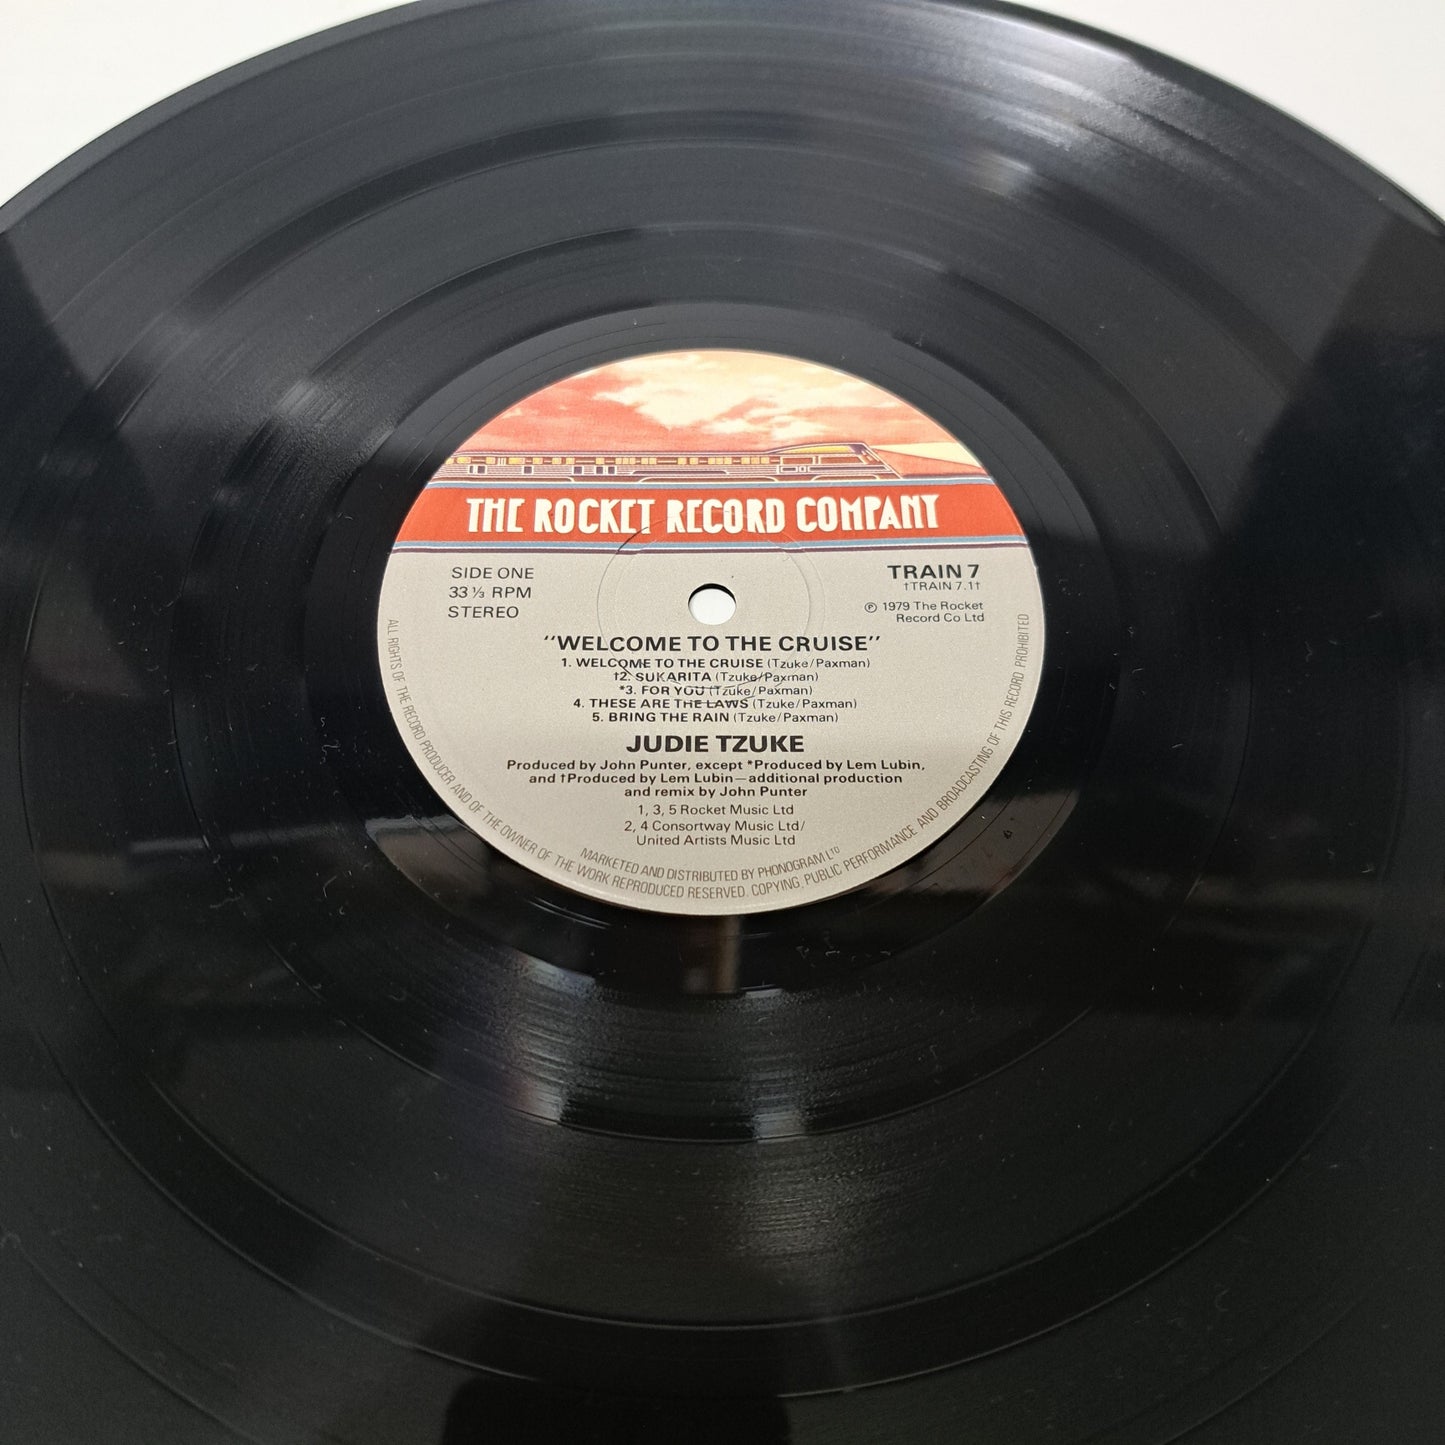 THE ROCKET RECORD COMPANY
SIDE ONE
33 ⅓ RPM
STEREO
TRAIN 7
†TRAIN 7.1†
℗ 1979 The Rocket
Record Co Ltd
"WELCOME TO THE CRUISE"
1. WELCOME TO THE CRUISE (Tzuke/Paxman)
†2. SUKARITA (Tzuke/Paxman)
*3. FOR YOU (Tzuke/Paxman)
4. THESE ARE THE LAWS (Tzuke/Paxman)
5. BRING THE RAIN (Tzuke/Paxman)
JUDIE TZUKE
Produced by John Punter, except *Produced by Lem Lubin,
and †Produced by Lem Lubin—additional production
and remix by John Punter
1, 3, 5 Rocket Music Ltd
2, 4 Consortway Music Ltd/
United Artists Music Ltd
MARKETED AND DISTRIBUTED BY PHONOGRAM LTD
ALL RIGHTS OF THE RECORD PRODUCER AND OF THE OWNER OF THE WORK REPRODUCED RESERVED. COPYING, PUBLIC PERFORMANCE AND BROADCASTING OF THIS RECORD PROHIBITED